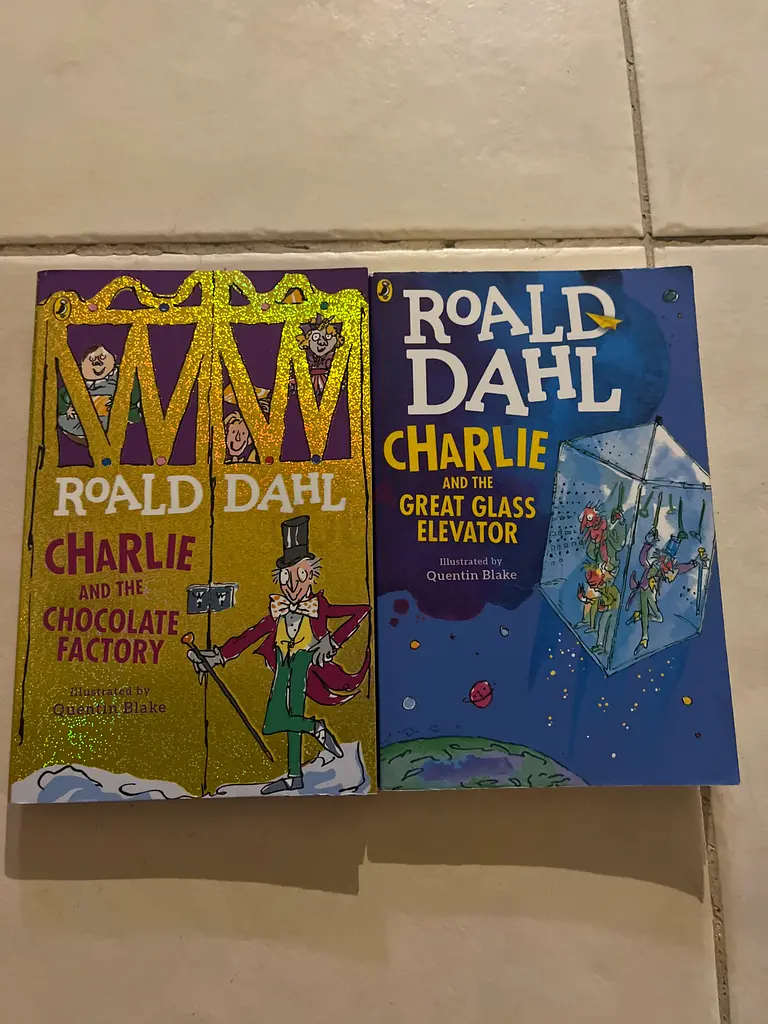 WW
ROALD DAHL
CHARLIE
AND THE
CHOCOLATE
FACTORY
Illustrated by
Quentin Blake
ROALD
DAHL
CHARLIE
AND THE
GREAT GLASS
ELEVATOR
Illustrated by
Quentin Blake